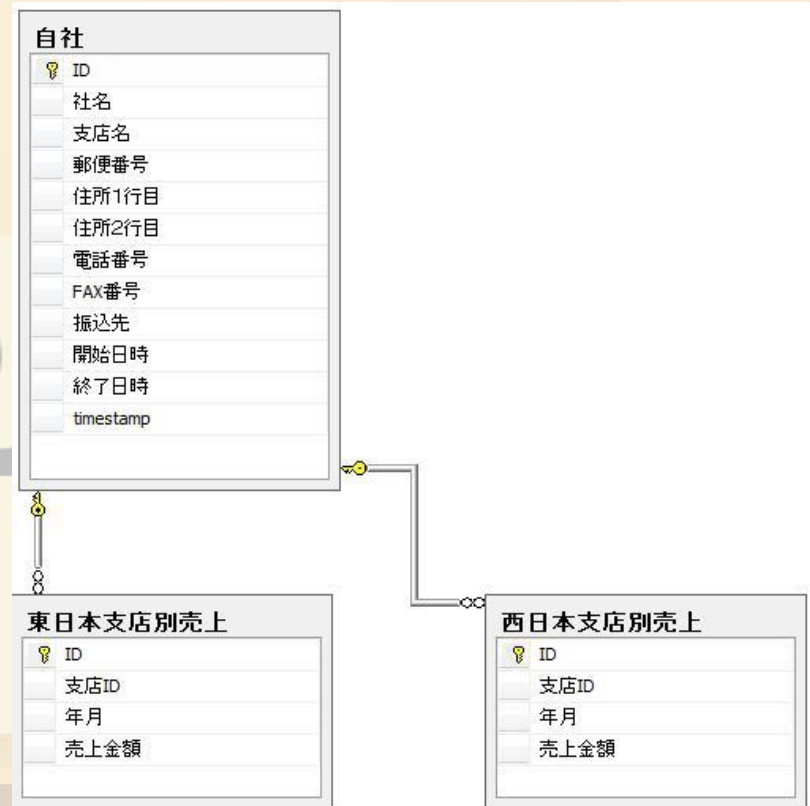 自社
ID
社名
支店名
郵便番号
住所1行目
住所2行目
電話番号
FAX番号
振込先
開始日時
終了日時
timestamp
東日本支店別売上
ID
支店ID
年月
売上金額
西日本支店別売上
ID
支店ID
年月
売上金額